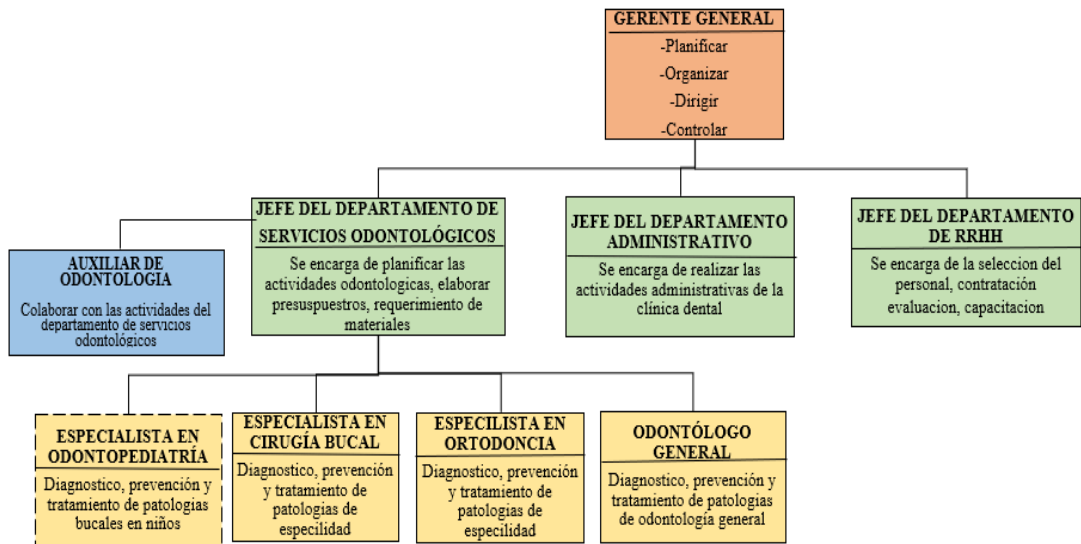 GERENTE GENERAL
-Planificar
-Organizar
-Dirigir
-Controlar
JEFE DEL DEPARTAMENTO DE
SERVICIOS ODONTOLÓGICOS
Se encarga de planificar las
actividades odontologicas, elaborar
presuspuestros, requerimiento de
materiales
JEFE DEL DEPARTAMENTO
ADMINISTRATIVO
Se encarga de realizar las
actividades administrativas de la
clínica dental
JEFE DEL DEPARTAMENTO
DE RRHH
Se encarga de la seleccion del
personal, contratación
evaluacion, capacitacion
AUXILIAR DE
ODONTOLOGIA
Colaborar con las actividades del
departamento de servicios
odontológicos
ESPECIALISTA EN
ODONTOPEDIATRÍA
Diagnostico, prevención y
tratamiento de patologias
bucales en niños
ESPECIALISTA EN
CIRUGÍA BUCAL
Diagnostico, prevención
y tratamiento de
patologias de
especilidad
ESPECILISTA EN
ORTODONCIA
Diagnostico, prevención
y tratamiento de
patologias de
especilidad
ODONTÓLOGO
GENERAL
Diagnostico, prevención y
tratamiento de patologias
de odontología general